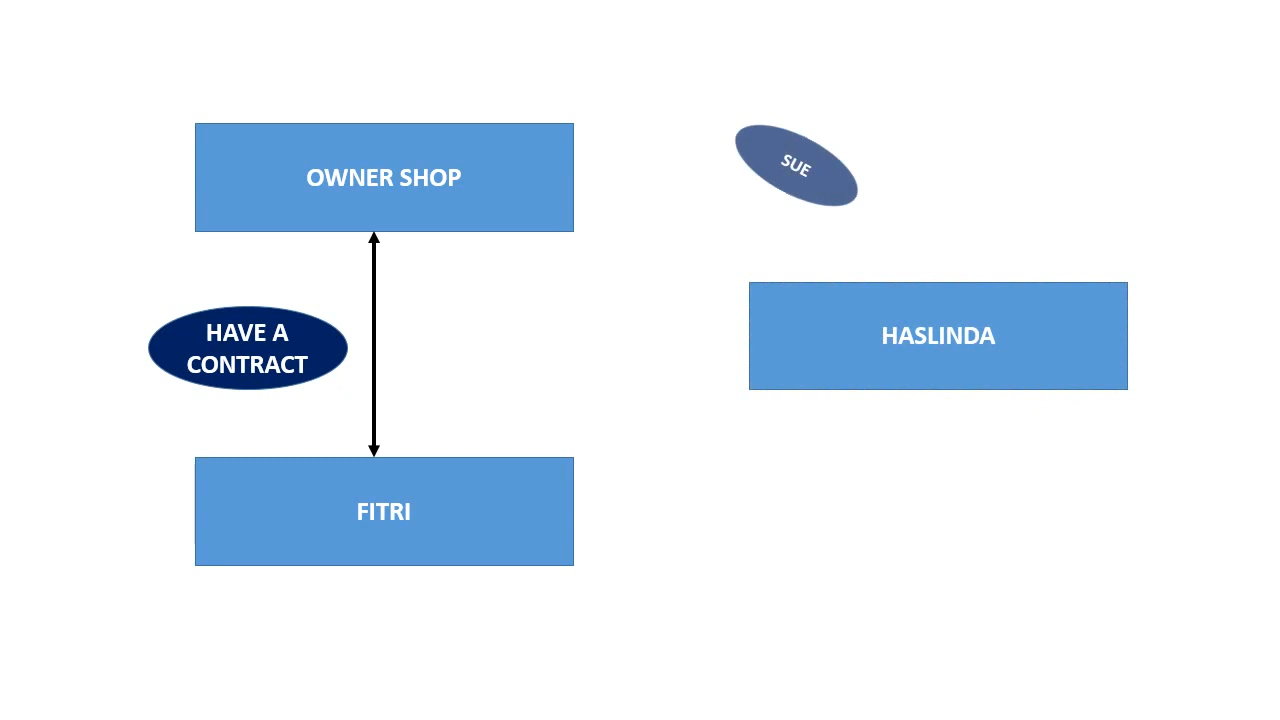 OWNER SHOP
SUE
HAVE A
CONTRACT
HASLINDA
FITRI